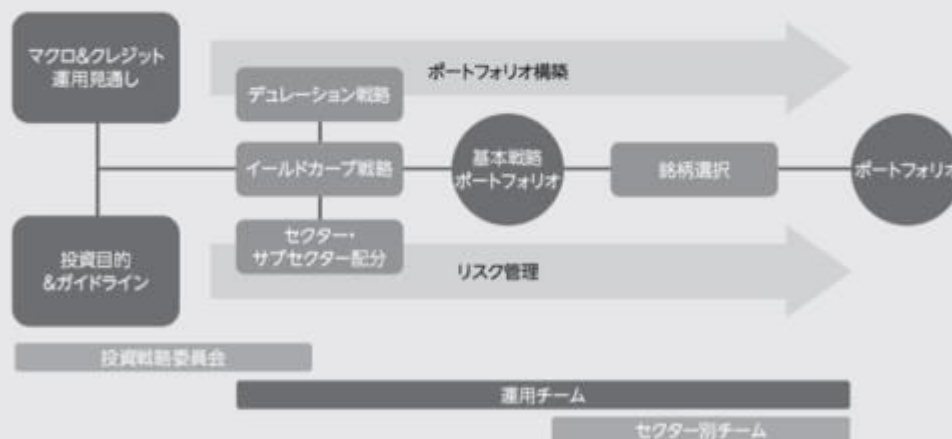 マクロ&クレジット
運用見通し
ポートフォリオ構築
デュレーション戦略
イールドカーブ戦略
基本戦略
ポートフォリオ
銘柄選択
ポートフォリオ
セクター・
サブセクター配分
投資目的
&ガイドライン
リスク管理
投資戦略委員会
運用チーム
セクター別チーム